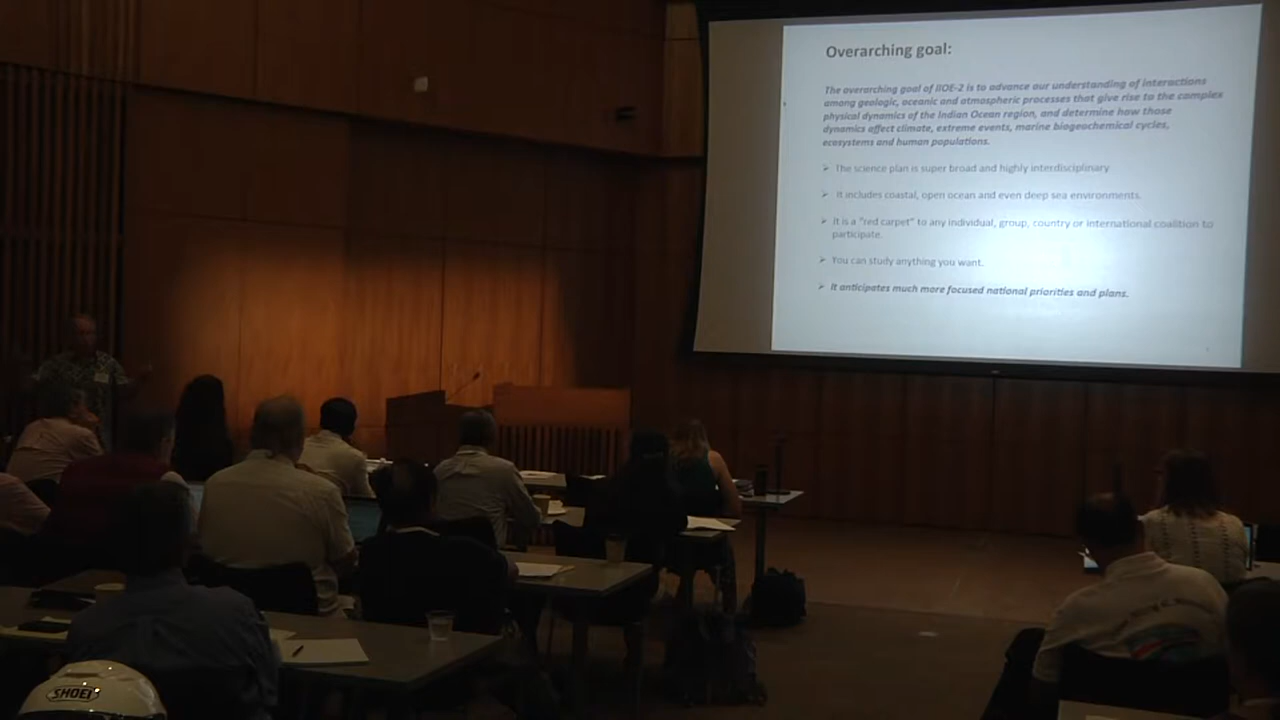 Overarching goal:
The overarching goal of IIOE-2 is to advance our understanding of interactions
among geologic, oceanic and atmospheric processes that give rise to the complex
physical dynamics of the Indian Ocean region, and determine how those
dynamics affect climate, extreme events, marine biogeochemical cycles,
ecosystems and human populations.
➢ The science plan is super broad and highly interdisciplinary
➢ It includes coastal, open ocean and even deep sea environments.
➢ It is a "red carpet" to any individual, group, country or international coalition to
participate.
➢ You can study anything you want.
➢ It anticipates much more focused national priorities and plans.
SHOEI